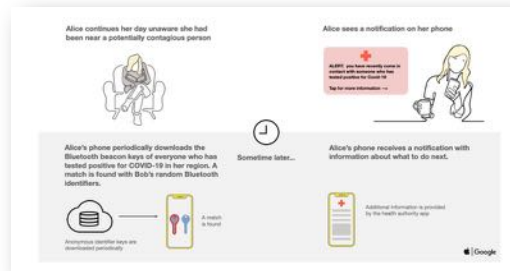 Alice continues her day unaware she had
been near a potentially contagious person
Alice sees a notification on her phone
ALERT: you have recently come in
contact with someone who has
tested positive for Covid-19
Tap for more information -->
Alice's phone periodically downloads the
Bluetooth beacon keys of everyone who has
tested positive for COVID-19 in her region. A
match is found with Bob's random Bluetooth
identifiers.
Anonymous identifier keys are
downloaded periodically
A match
is found
Sometime later...
Alice's phone receives a notification with
information about what to do next.
Additional information is provided
by the health authority app
Google